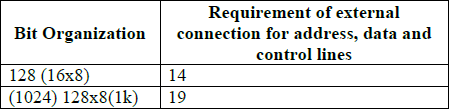 Bit Organization
Requirement of external
connection for address, data and
control lines
128 (16x8)
14
(1024) 128x8(1k)
19